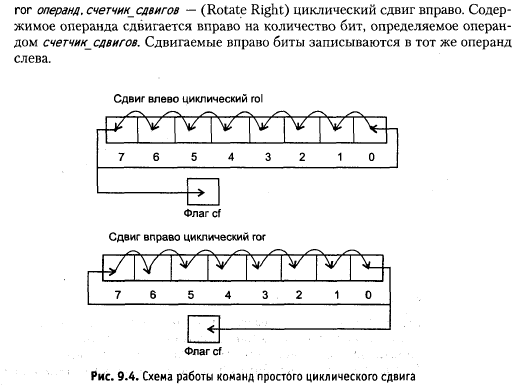 ror операнд,счетчик_сдвигов — (Rotate Right) циклический сдвиг вправо. Содер-
жимое операнда сдвигается вправо на количество бит, определяемое операн-
дом счетчик_сдвигов. Сдвигаемые вправо биты записываются в тот же операнд
слева.
Сдвиг влево циклический rol
7 6 5 4 3 2 1 0
Флаг cf
Сдвиг вправо циклический ror
7 6 5 4 3 2 1 0
Флаг cf
Рис. 9.4. Схема работы команд простого циклического сдвига